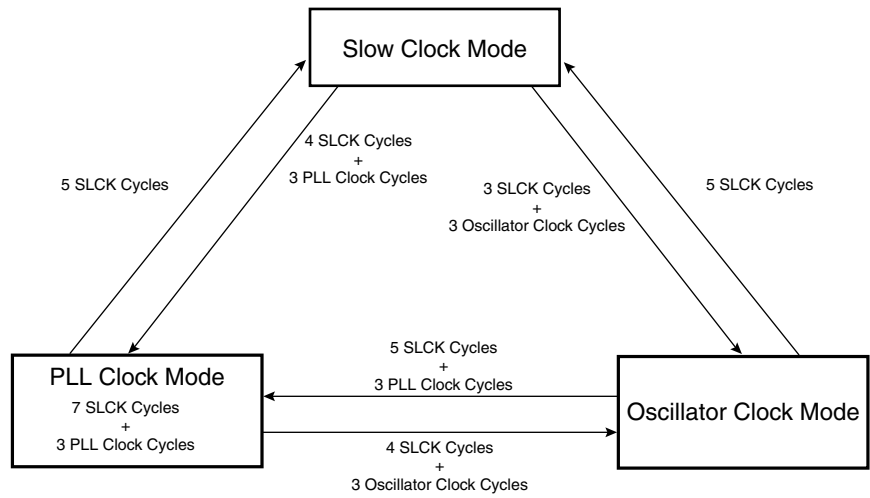 Slow Clock Mode
5 SLCK Cycles
4 SLCK Cycles
+
3 PLL Clock Cycles
3 SLCK Cycles
+
3 Oscillator Clock Cycles
5 SLCK Cycles
PLL Clock Mode
7 SLCK Cycles
+
3 PLL Clock Cycles
5 SLCK Cycles
+
3 PLL Clock Cycles
4 SLCK Cycles
+
3 Oscillator Clock Cycles
Oscillator Clock Mode